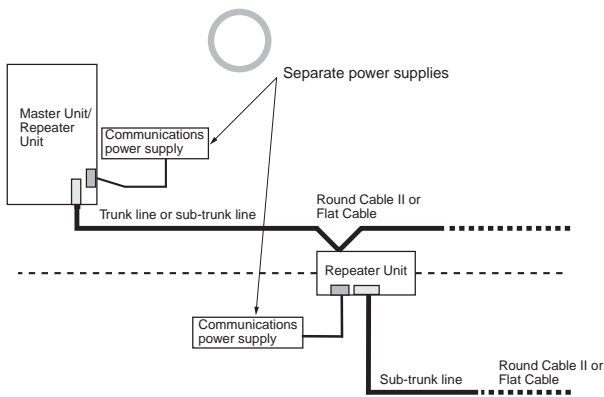 Separate power supplies
Master Unit/
Repeater
Unit
Communications
power supply
Trunk line or sub-trunk line
Round Cable II or
Flat Cable
Repeater Unit
Communications
power supply
Sub-trunk line
Round Cable II or
Flat Cable